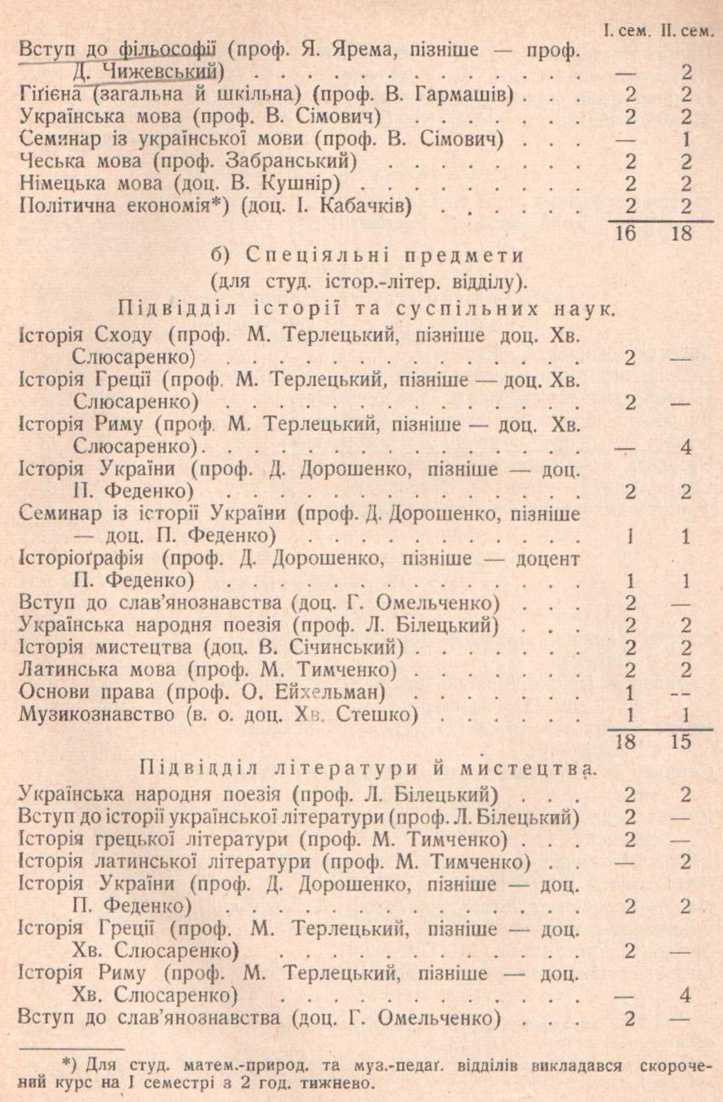 І. сем. ІІ. сем.
Вступ до фільософії (проф. Я. Ярема, пізніше — проф.
Д. Чижевський) . . . . . . . . . . . . . — 2
Гіґієна (загальна й шкільна) (проф. В. Гармашів) . . . 2 2
Українська мова (проф. В. Сімович) . . . . . . . 2 2
Семинар із української мови (проф. В. Сімович) . . . — 1
Чеська мова (проф. Забранський) . . . . . . . . 2 2
Німецька мова (доц. В. Кушнір) . . . . . . . . . 2 2
Політична економія*) (доц. І. Кабачків) . . . . . . 2 2
16 18
б) Спеціяльні предмети
(для студ. істор.-літер. відділу).
Підвідділ історії та суспільних наук.
Історія Сходу (проф. М. Терлецький, пізніше доц. Хв.
Слюсаренко) . . . . . . . . . . . . . . 2 —
Історія Греції (проф. М. Терлецький, пізніше — доц. Хв.
Слюсаренко) . . . . . . . . . . . . . . 2 —
Історія Риму (проф. М. Терлецький, пізніше — доц. Хв.
Слюсаренко). . . . . . . . . . . . . . . — 4
Історія України (проф. Д. Дорошенко, пізніше — доц.
П. Феденко) . . . . . . . . . . . . . . 2 2
Семинар із історії України (проф. Д. Дорошенко, пізніше
— доц. П. Феденко) . . . . . . . . . . . 1 1
Історіоґрафія (проф. Д. Дорошенко, пізніше — доцент
П. Феденко) . . . . . . . . . . . . . . 1 1
Вступ до слав’янознавства (доц. Г. Омельченко) . . . 2 —
Українська народня поезія (проф. Л. Білецький) . . . 2 2
Історія мистецтва (доц. В. Січинський) . . . . . . . 2 2
Латинська мова (проф. М. Тимченко) . . . . . . . 2 2
Основи права (проф. О. Ейхельман) . . . . . . . 1 --
Музикознавство (в. о. доц. Хв. Стешко) . . . . . . 1 1
18 15
Підвідділ літератури й мистецтва.
Українська народня поезія (проф. Л. Білецький) . . . 2 2
Вступ до історії української літератури (проф. Л. Білецький) 2 —
Історія грецької літератури (проф. М. Тимченко) . . . 2 —
Історія латинської літератури (проф. М. Тимченко) . . — 2
Історія України (проф. Д. Дорошенко, пізніше — доц.
П. Феденко) . . . . . . . . . . . . . . 2 2
Історія Греції (проф. М. Терлецький, пізніше — доц.
Хв. Слюсаренко) . . . . . . . . . . . . 2 —
Історія Риму (проф. М. Терлецький, пізніше — доц.
Хв. Слюсаренко) . . . . . . . . . . . . — 4
Вступ до слав’янознавства (доц. Г. Омельченко) . . . 2 —
*) Для студ. матем.-природ. та муз.-педаґ. відділів викладався скороче-
ний курс на І семестрі з 2 год. тижнево.